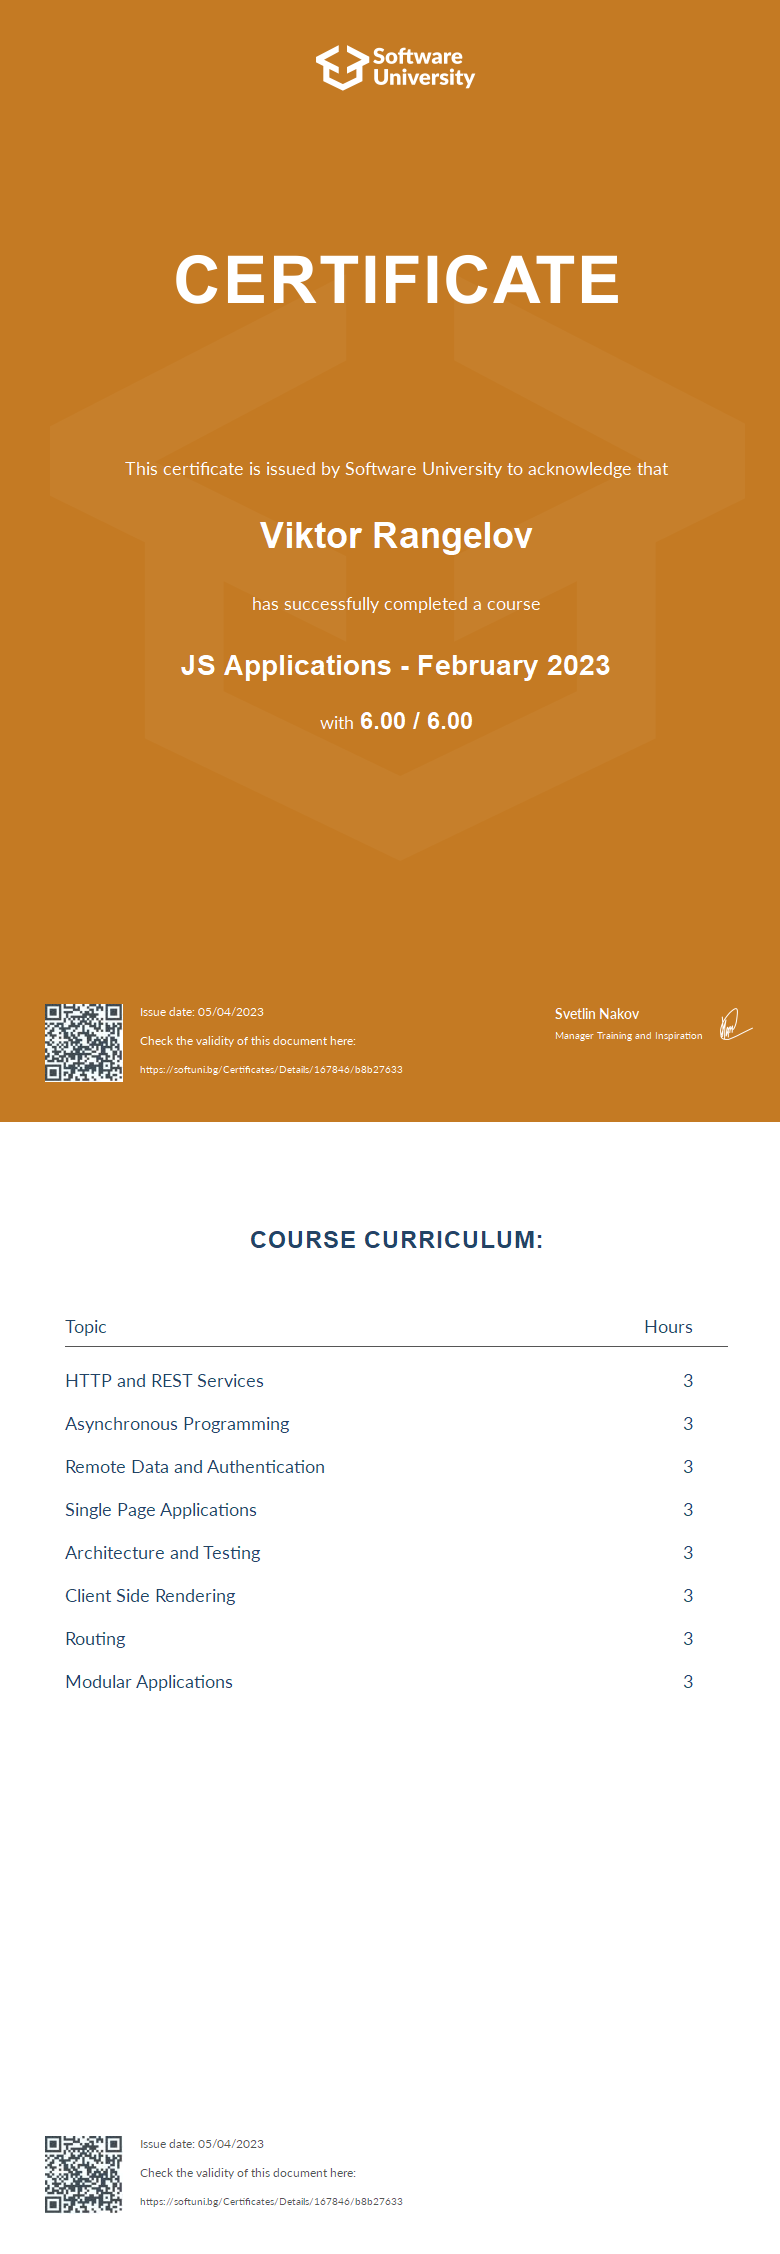 Software
University
CERTIFICATE
This certificate is issued by Software University to acknowledge that
Viktor Rangelov
has successfully completed a course
JS Applications - February 2023
with 6.00 / 6.00
Issue date: 05/04/2023
Check the validity of this document here:
https://softuni.bg/Certificates/Details/167846/b8b27633
Svetlin Nakov
Manager Training and Inspiration
COURSE CURRICULUM:
Topic Hours
HTTP and REST Services 3
Asynchronous Programming 3
Remote Data and Authentication 3
Single Page Applications 3
Architecture and Testing 3
Client Side Rendering 3
Routing 3
Modular Applications 3
Issue date: 05/04/2023
Check the validity of this document here:
https://softuni.bg/Certificates/Details/167846/b8b27633